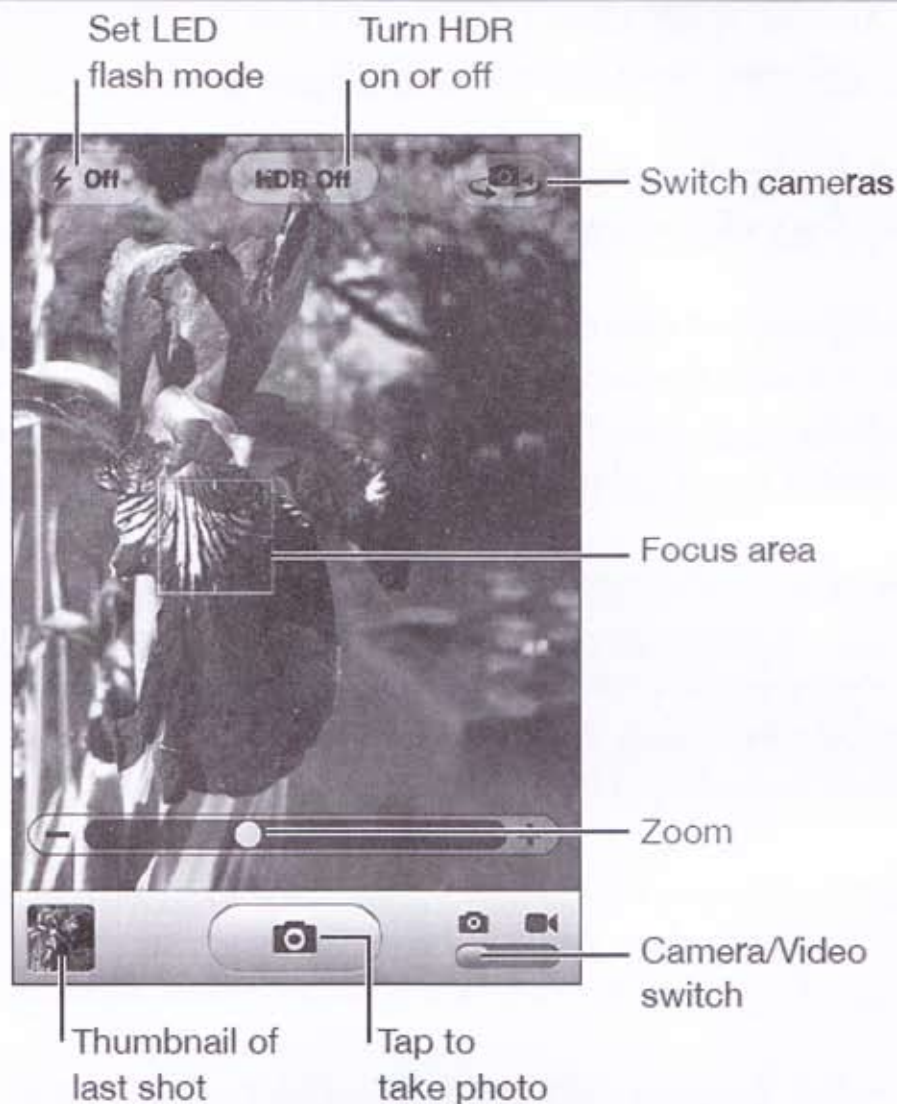 Set LED
flash mode
Turn HDR
on or off
Off
HDR Off
Switch cameras
Focus area
Zoom
Camera/Video
switch
Thumbnail of
last shot
Tap to
take photo